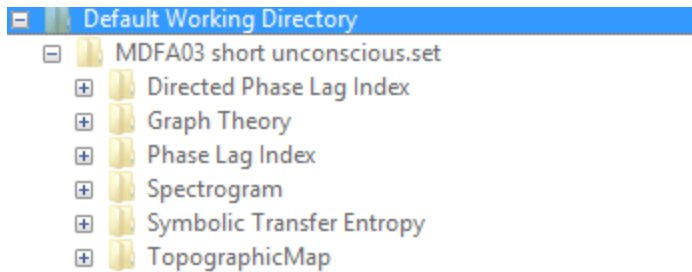 Default Working Directory
MDFA03 short unconscious.set
Directed Phase Lag Index
Graph Theory
Phase Lag Index
Spectrogram
Symbolic Transfer Entropy
TopographicMap